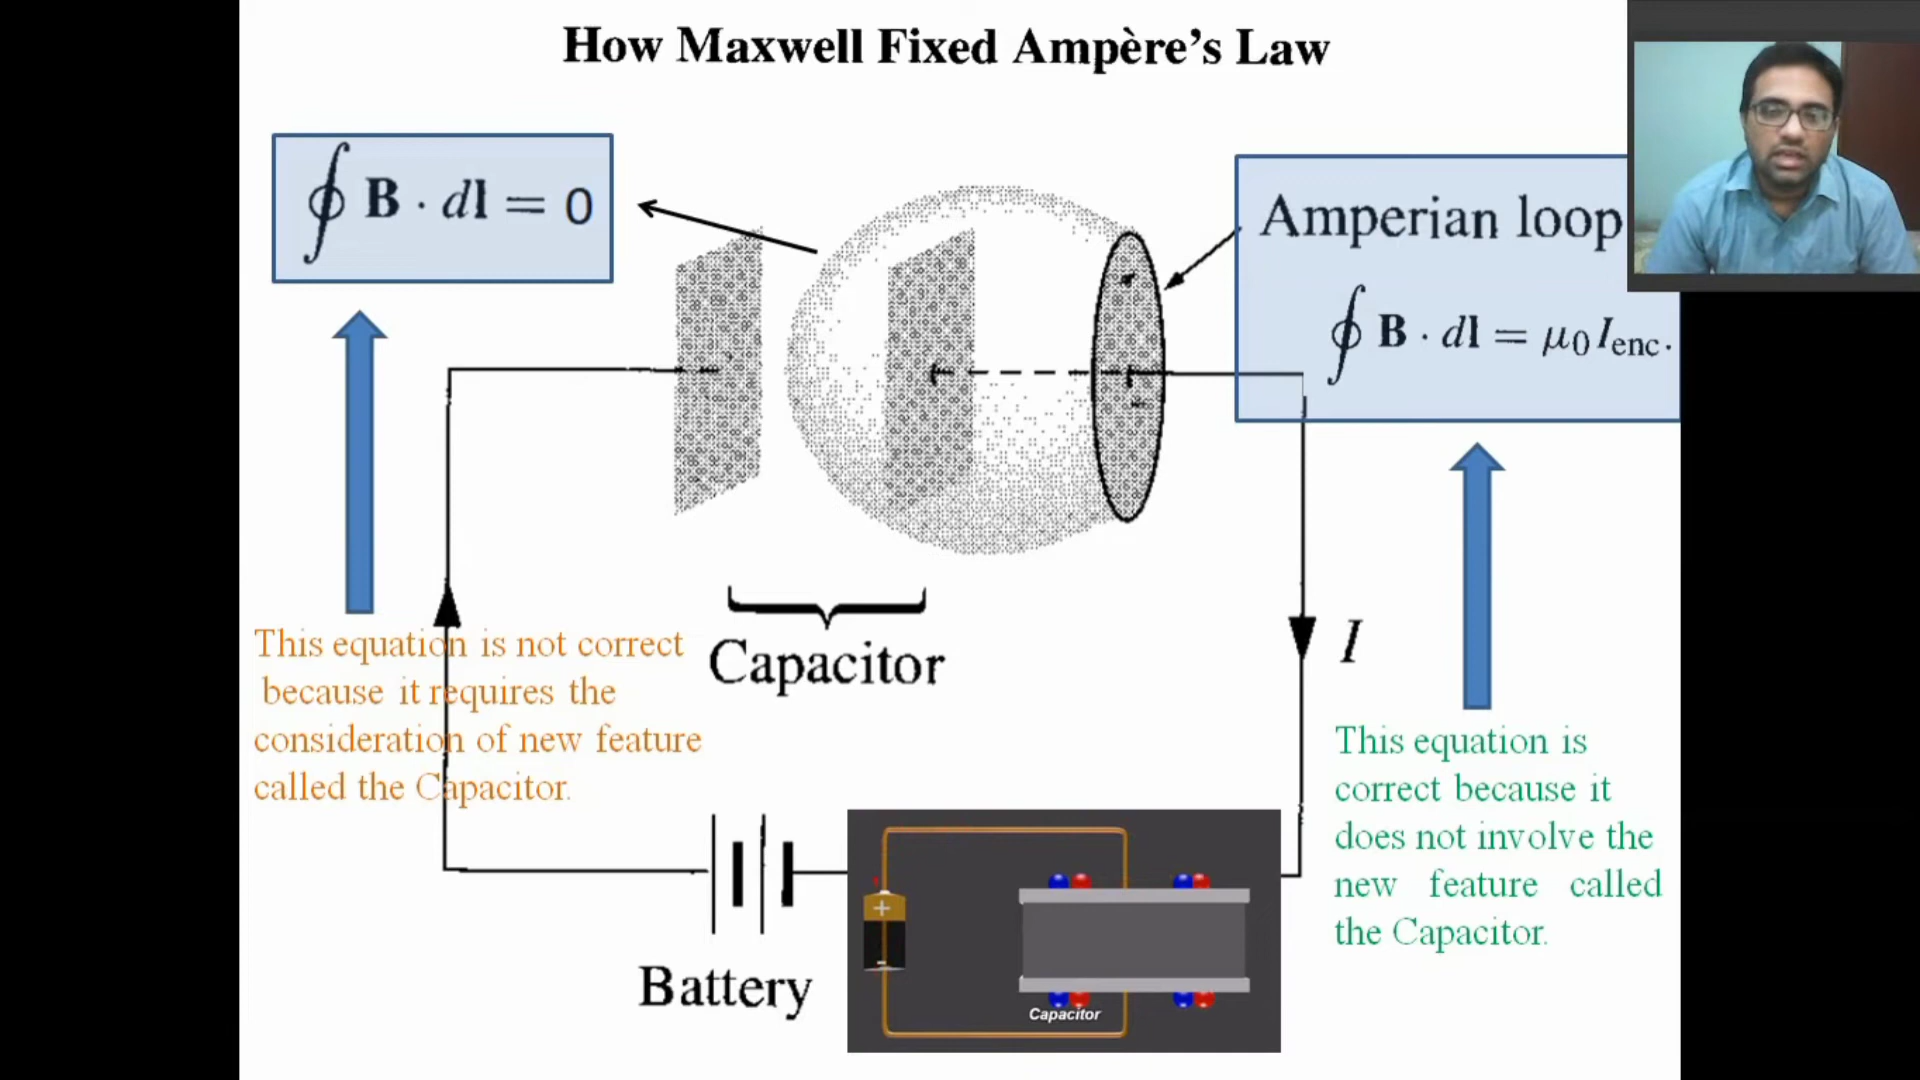 How Maxwell Fixed Ampère's Law
∮ B · dl = 0
Amperian loop
∮ B · dl = μ₀ Iₑₙc.
Capacitor
I
This equation is not correct
because it requires the
consideration of new feature
called the Capacitor.
This equation is
correct because it
does not involve the
new feature called
the Capacitor.
Battery
+
-
Capacitor